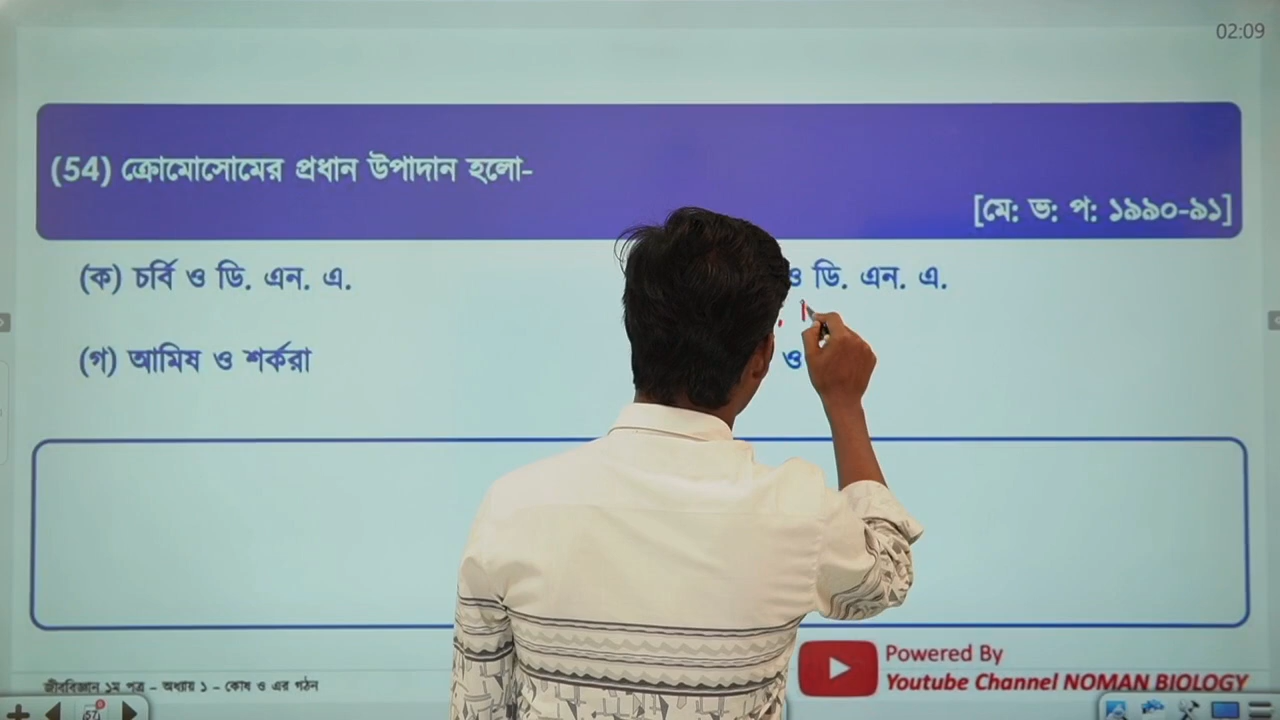 02:09
(54) ক্রোমোসোমের প্রধান উপাদান হলো-
[মে: ভ: প: ১৯৯০-৯১]
(ক) চর্বি ও ডি. এন. এ.
ও ডি. এন. এ.
(গ) আমিষ ও শর্করা
ও
Powered By
Youtube Channel NOMAN BIOLOGY
জীববিজ্ঞান ১ম পত্র – অধ্যায় ১ – কোষ ও এর গঠন
57